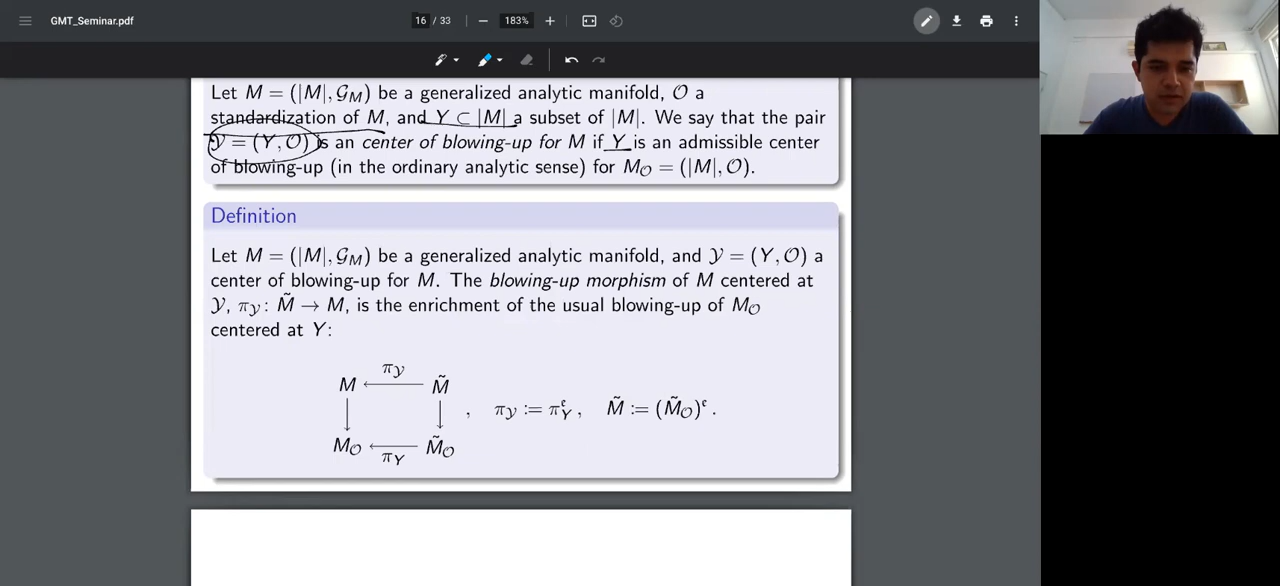 GMT_Seminar.pdf
16 / 33
183%
Let M = (|M|, 𝒢_M) be a generalized analytic manifold, 𝒪 a
standardization of M, and Y ⊂ |M| a subset of |M|. We say that the pair
𝒴 = (Y, 𝒪) is an center of blowing-up for M if Y is an admissible center
of blowing-up (in the ordinary analytic sense) for M_𝒪 = (|M|, 𝒪).
Definition
Let M = (|M|, 𝒢_M) be a generalized analytic manifold, and 𝒴 = (Y, 𝒪) a
center of blowing-up for M. The blowing-up morphism of M centered at
𝒴, π_𝒴 : M̃ → M, is the enrichment of the usual blowing-up of M_𝒪
centered at Y:
π_𝒴
M ← M̃
↓ ↓ , π_𝒴 := π_Y^𝔢 , M̃ := (M̃_𝒪)^𝔢 .
M_𝒪 ← M̃_𝒪
π_Y